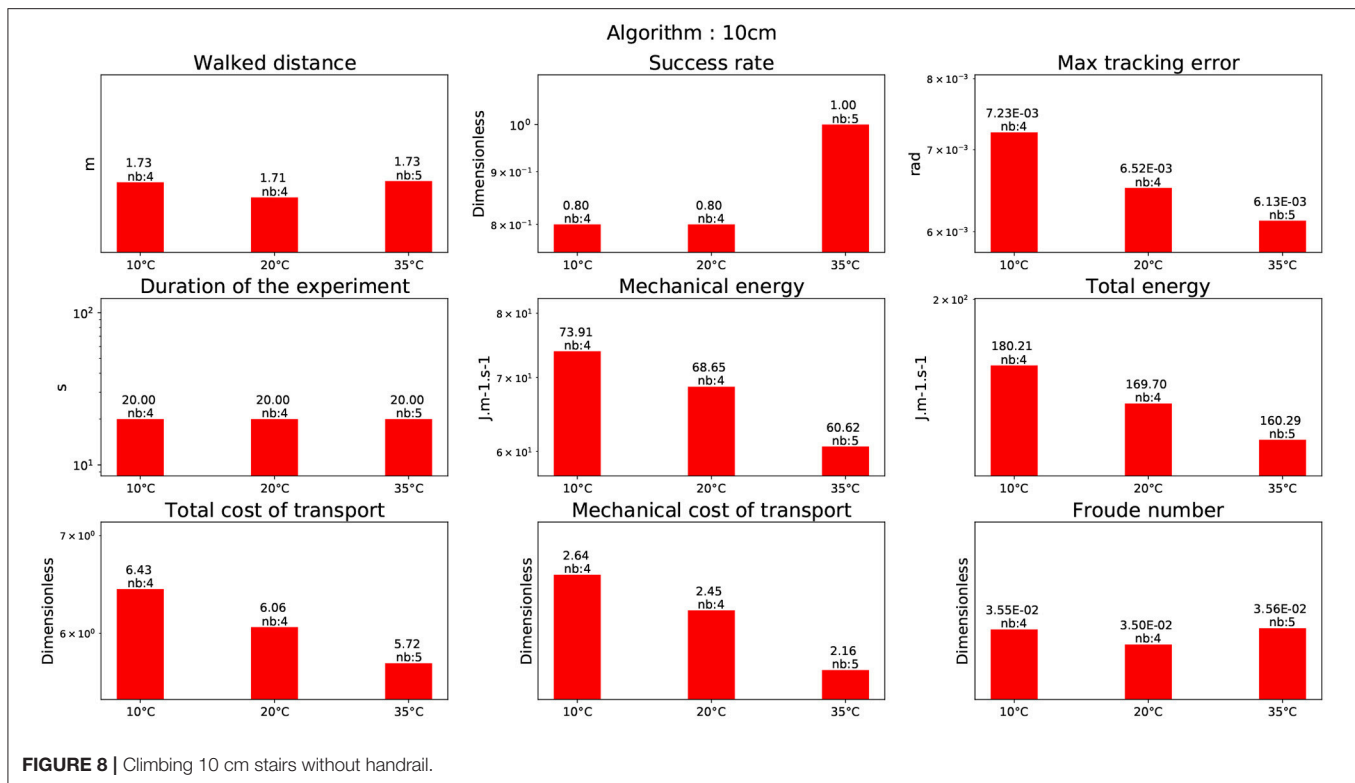 Algorithm : 10cm
Walked distance
m
1.73
nb:4
1.71
nb:4
1.73
nb:5
10°C
20°C
35°C
Success rate
Dimensionless
10⁰
9 × 10⁻¹
8 × 10⁻¹
0.80
nb:4
0.80
nb:4
1.00
nb:5
10°C
20°C
35°C
Max tracking error
rad
8 × 10⁻³
7 × 10⁻³
6 × 10⁻³
7.23E-03
nb:4
6.52E-03
nb:4
6.13E-03
nb:5
10°C
20°C
35°C
Duration of the experiment
s
10²
10¹
20.00
nb:4
20.00
nb:4
20.00
nb:5
10°C
20°C
35°C
Mechanical energy
J.m-1.s-1
8 × 10¹
7 × 10¹
6 × 10¹
73.91
nb:4
68.65
nb:4
60.62
nb:5
10°C
20°C
35°C
Total energy
J.m-1.s-1
2 × 10²
180.21
nb:4
169.70
nb:4
160.29
nb:5
10°C
20°C
35°C
Total cost of transport
Dimensionless
7 × 10⁰
6 × 10⁰
6.43
nb:4
6.06
nb:4
5.72
nb:5
10°C
20°C
35°C
Mechanical cost of transport
Dimensionless
2.64
nb:4
2.45
nb:4
2.16
nb:5
10°C
20°C
35°C
Froude number
Dimensionless
3.55E-02
nb:4
3.50E-02
nb:4
3.56E-02
nb:5
10°C
20°C
35°C
FIGURE 8 | Climbing 10 cm stairs without handrail.